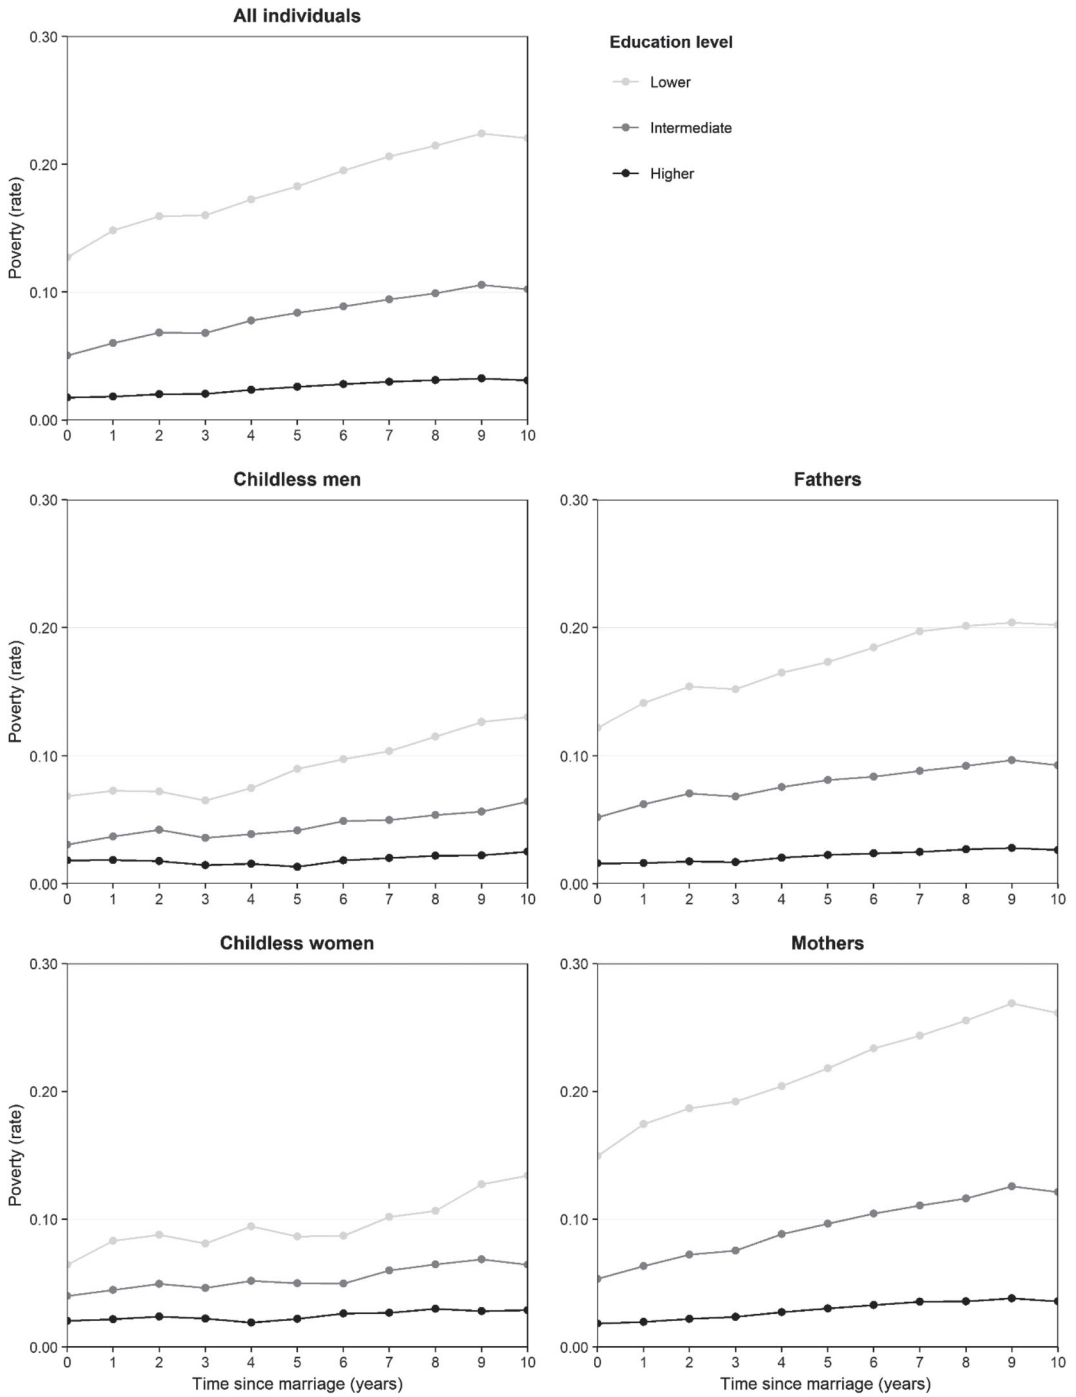 All individuals
Education level
Lower
Intermediate
Higher
Poverty (rate)
0.30
0.20
0.10
0.00
0 1 2 3 4 5 6 7 8 9 10
Childless men
Poverty (rate)
0.30
0.20
0.10
0.00
0 1 2 3 4 5 6 7 8 9 10
Fathers
0.30
0.20
0.10
0.00
0 1 2 3 4 5 6 7 8 9 10
Childless women
Poverty (rate)
0.30
0.20
0.10
0.00
0 1 2 3 4 5 6 7 8 9 10
Time since marriage (years)
Mothers
0.30
0.20
0.10
0.00
0 1 2 3 4 5 6 7 8 9 10
Time since marriage (years)